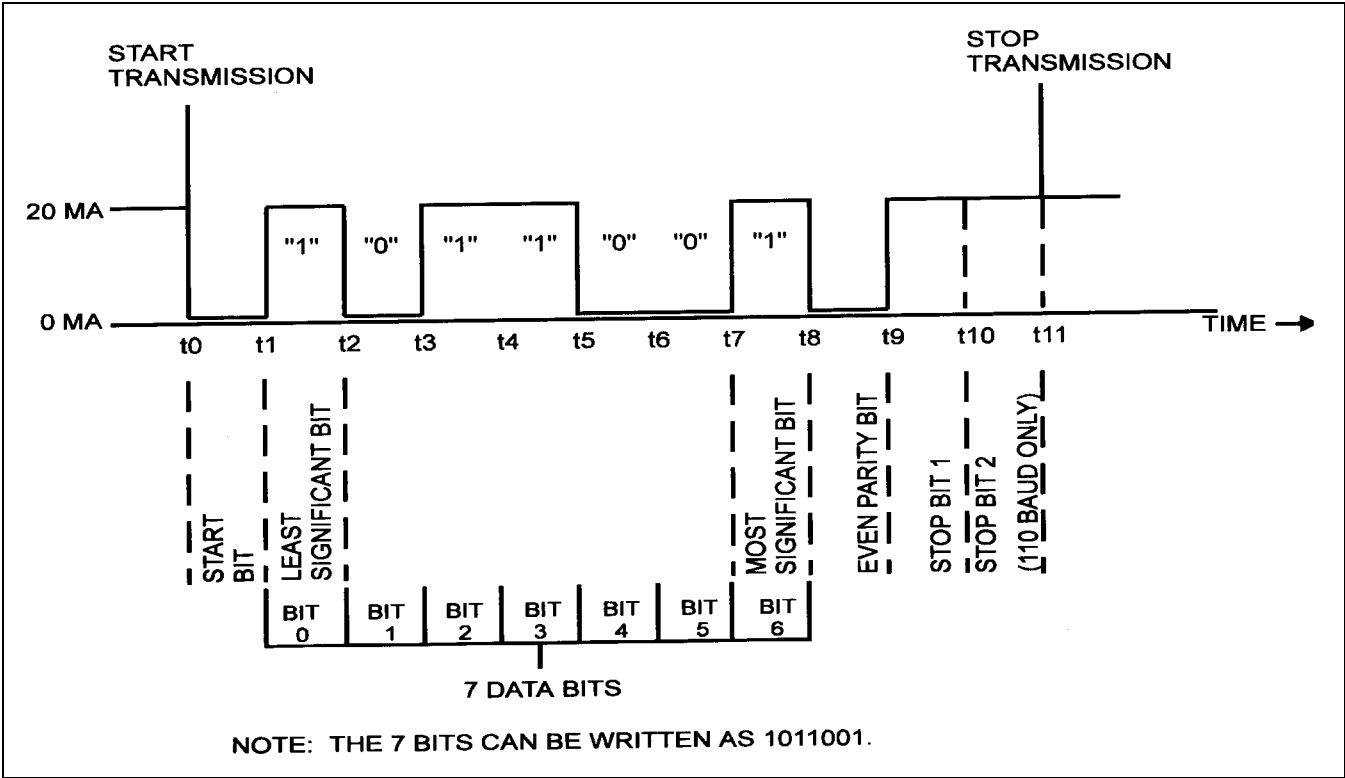 START
TRANSMISSION
STOP
TRANSMISSION
20 MA
"1" "0" "1" "1" "0" "0" "1"
0 MA
t0 t1 t2 t3 t4 t5 t6 t7 t8 t9 t10 t11
TIME
START
BIT
LEAST
SIGNIFICANT BIT
MOST
SIGNIFICANT BIT
EVEN PARITY BIT
STOP BIT 1
STOP BIT 2
(110 BAUD ONLY)
BIT
0
BIT
1
BIT
2
BIT
3
BIT
4
BIT
5
BIT
6
7 DATA BITS
NOTE: THE 7 BITS CAN BE WRITTEN AS 1011001.